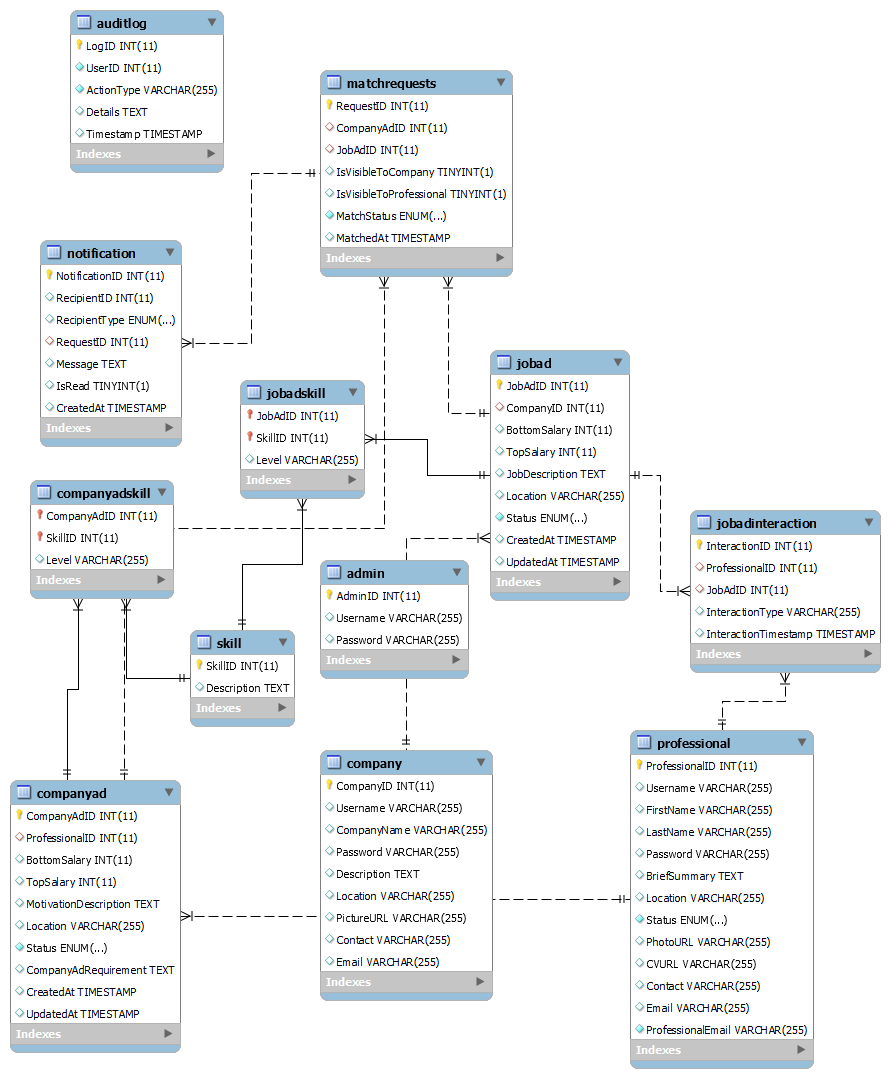 auditlog
LogID INT(11)
UserID INT(11)
ActionType VARCHAR(255)
Details TEXT
Timestamp TIMESTAMP
Indexes
matchrequests
RequestID INT(11)
CompanyAdID INT(11)
JobAdID INT(11)
IsVisibleToCompany TINYINT(1)
IsVisibleToProfessional TINYINT(1)
MatchStatus ENUM(...)
MatchedAt TIMESTAMP
Indexes
notification
NotificationID INT(11)
RecipientID INT(11)
RecipientType ENUM(...)
RequestID INT(11)
Message TEXT
IsRead TINYINT(1)
CreatedAt TIMESTAMP
Indexes
jobad
JobAdID INT(11)
CompanyID INT(11)
BottomSalary INT(11)
TopSalary INT(11)
JobDescription TEXT
Location VARCHAR(255)
Status ENUM(...)
CreatedAt TIMESTAMP
UpdatedAt TIMESTAMP
Indexes
jobadskill
JobAdID INT(11)
SkillID INT(11)
Level VARCHAR(255)
Indexes
companyadskill
CompanyAdID INT(11)
SkillID INT(11)
Level VARCHAR(255)
Indexes
jobadinteraction
InteractionID INT(11)
ProfessionalID INT(11)
JobAdID INT(11)
InteractionType VARCHAR(255)
InteractionTimestamp TIMESTAMP
Indexes
admin
AdminID INT(11)
Username VARCHAR(255)
Password VARCHAR(255)
Indexes
skill
SkillID INT(11)
Description TEXT
Indexes
company
CompanyID INT(11)
Username VARCHAR(255)
CompanyName VARCHAR(255)
Password VARCHAR(255)
Description TEXT
Location VARCHAR(255)
PictureURL VARCHAR(255)
Contact VARCHAR(255)
Email VARCHAR(255)
Indexes
professional
ProfessionalID INT(11)
Username VARCHAR(255)
FirstName VARCHAR(255)
LastName VARCHAR(255)
Password VARCHAR(255)
BriefSummary TEXT
Location VARCHAR(255)
Status ENUM(...)
PhotoURL VARCHAR(255)
CVURL VARCHAR(255)
Contact VARCHAR(255)
Email VARCHAR(255)
ProfessionalEmail VARCHAR(255)
Indexes
companyad
CompanyAdID INT(11)
ProfessionalID INT(11)
BottomSalary INT(11)
TopSalary INT(11)
MotivationDescription TEXT
Location VARCHAR(255)
Status ENUM(...)
CompanyAdRequirement TEXT
CreatedAt TIMESTAMP
UpdatedAt TIMESTAMP
Indexes